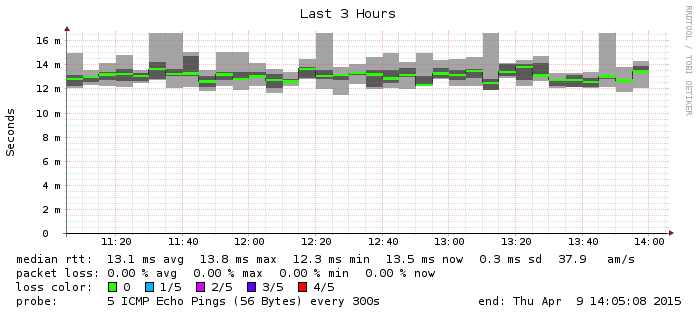 Last 3 Hours
RRDTOOL / TOBI OETIKER
Seconds
16 m
14 m
12 m
10 m
8 m
6 m
4 m
2 m
0
11:20 11:40 12:00 12:20 12:40 13:00 13:20 13:40 14:00
median rtt: 13.1 ms avg 13.8 ms max 12.3 ms min 13.5 ms now 0.3 ms sd 37.9 am/s
packet loss: 0.00 % avg 0.00 % max 0.00 % min 0.00 % now
loss color: 0 1/5 2/5 3/5 4/5
probe: 5 ICMP Echo Pings (56 Bytes) every 300s end: Thu Apr 9 14:05:08 2015